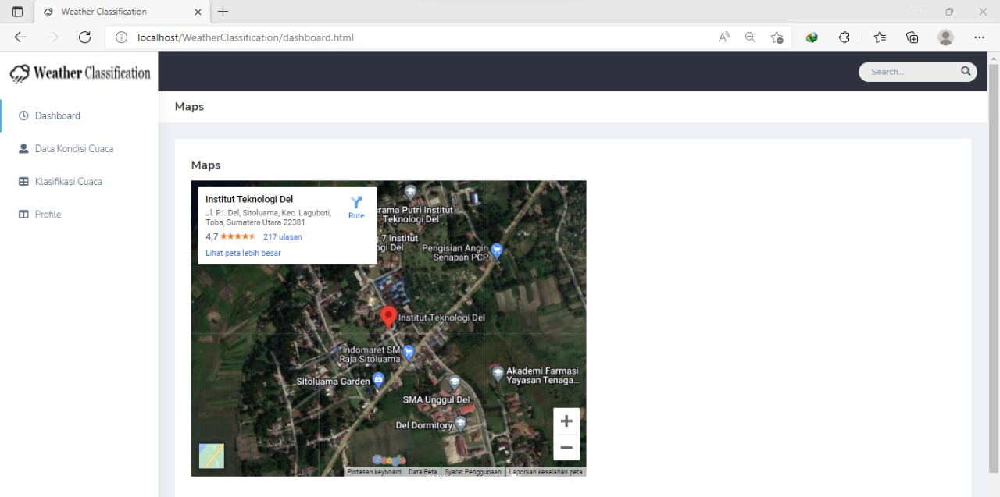 Weather Classification
localhost/WeatherClassification/dashboard.html
Weather Classification
Search...
Dashboard
Data Kondisi Cuaca
Klasifikasi Cuaca
Profile
Maps
Maps
Institut Teknologi Del
Jl. P.I. Del, Sitoluama, Kec. Laguboti,
Toba, Sumatera Utara 22381
4,7
217 ulasan
Lihat peta lebih besar
Rute
srama Putri Institut
Teknologi Del
7 Institut
ogi Del
Pengisian Angin
Senapan PCP
Institut Teknologi Del
Indomaret SM
Raja Sitoluama
Sitoluama Garden
Akademi Farmasi
Yayasan Tenaga...
SMA Unggul Del
Del Dormitory
Google
Pintasan keyboard
Data Peta
Syarat Penggunaan
Laporkan kesalahan peta